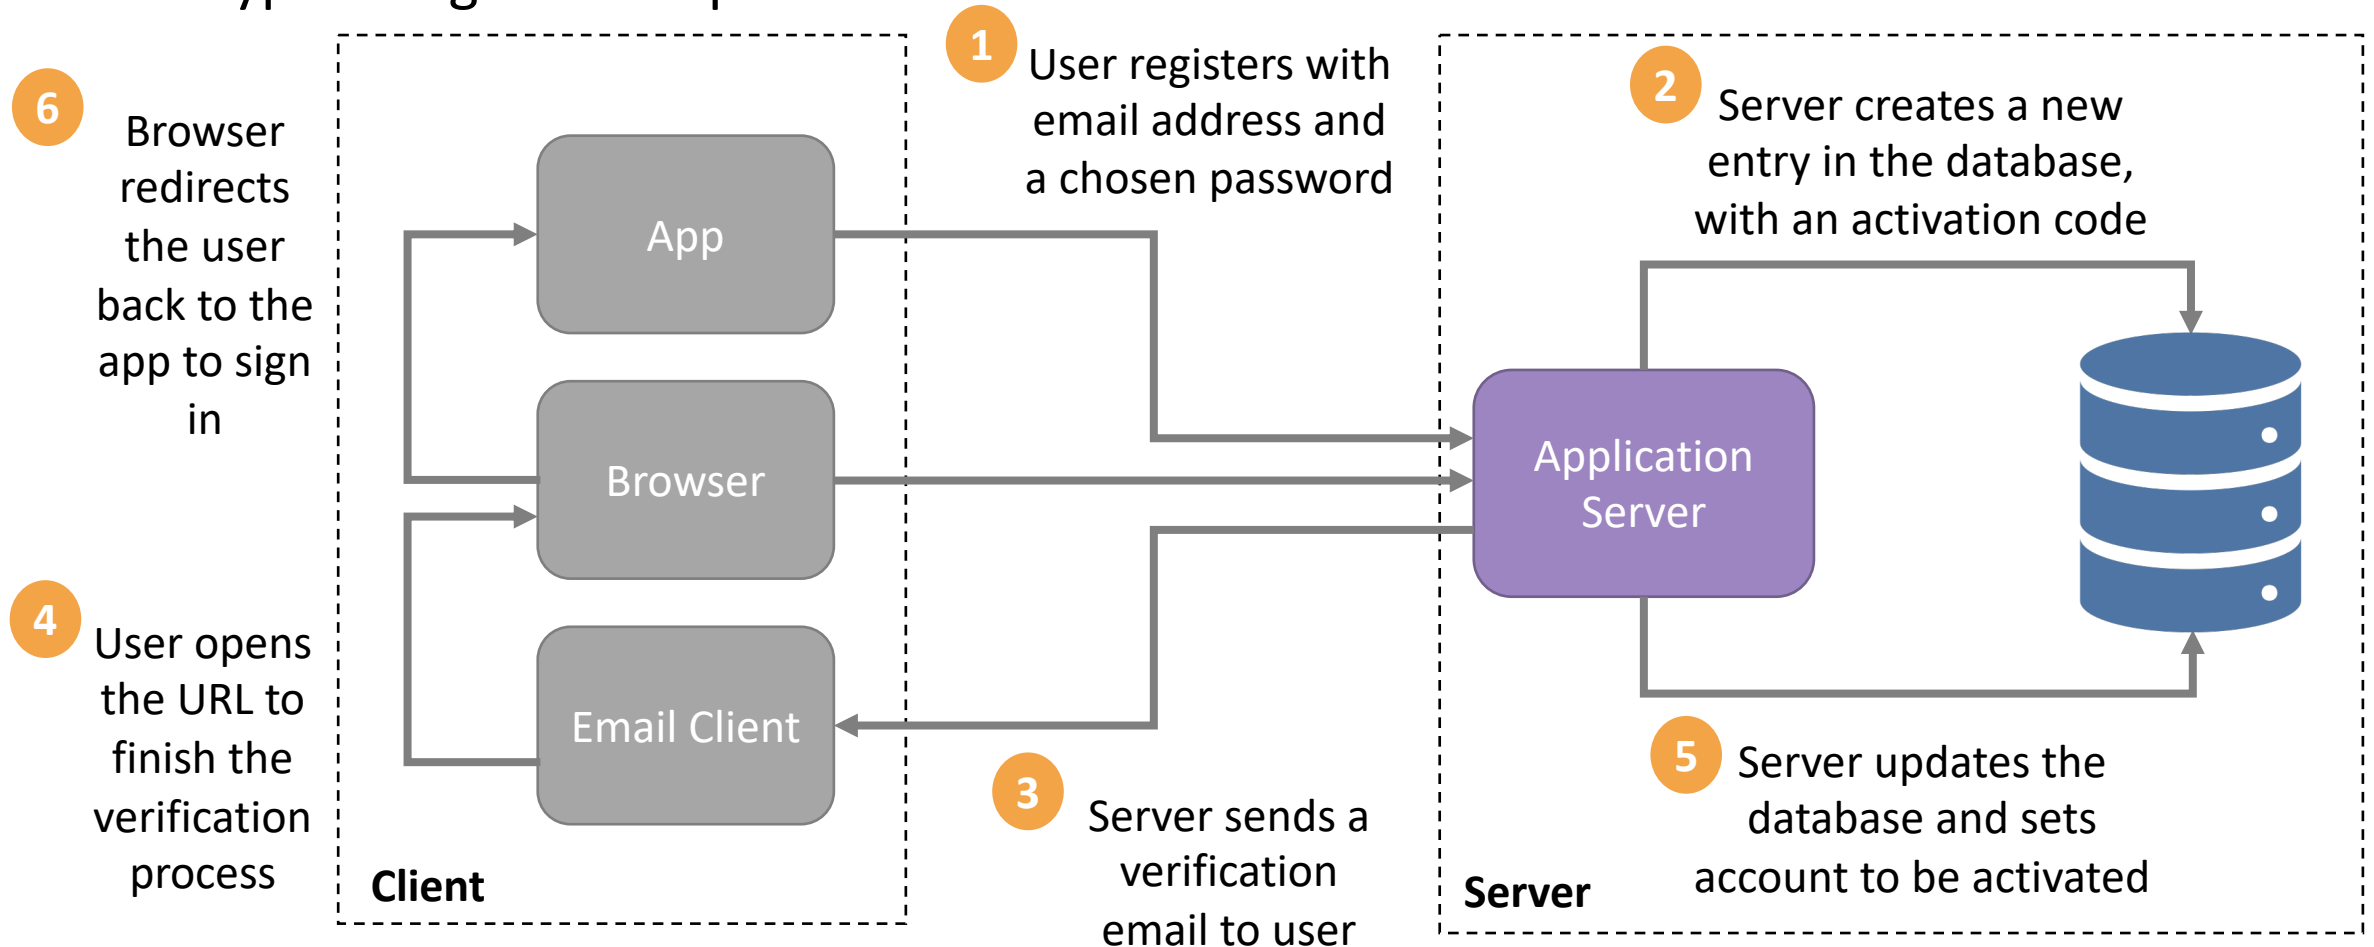 6
Browser
redirects
the user
back to the
app to sign
in
4
User opens
the URL to
finish the
verification
process
App
Browser
Email Client
Client
1
User registers with
email address and
a chosen password
3
Server sends a
verification
email to user
2
Server creates a new
entry in the database,
with an activation code
Application
Server
5
Server updates the
database and sets
account to be activated
Server